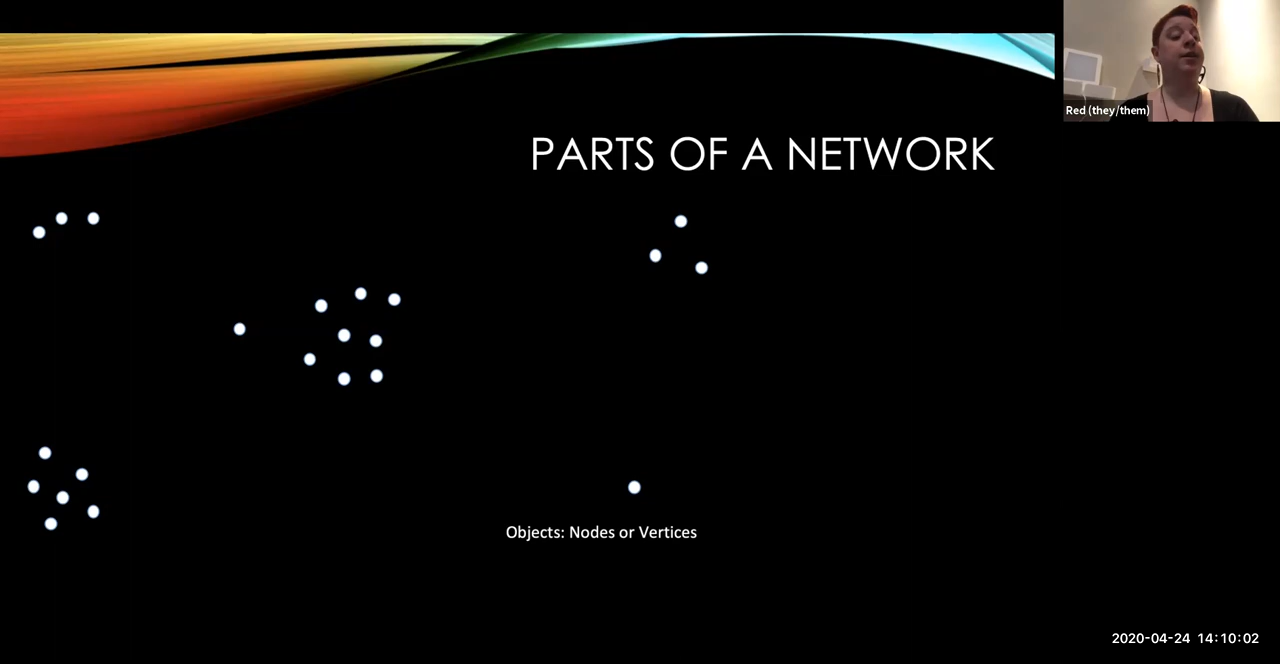 Red (they/them)
PARTS OF A NETWORK
Objects: Nodes or Vertices
2020-04-24 14:10:02